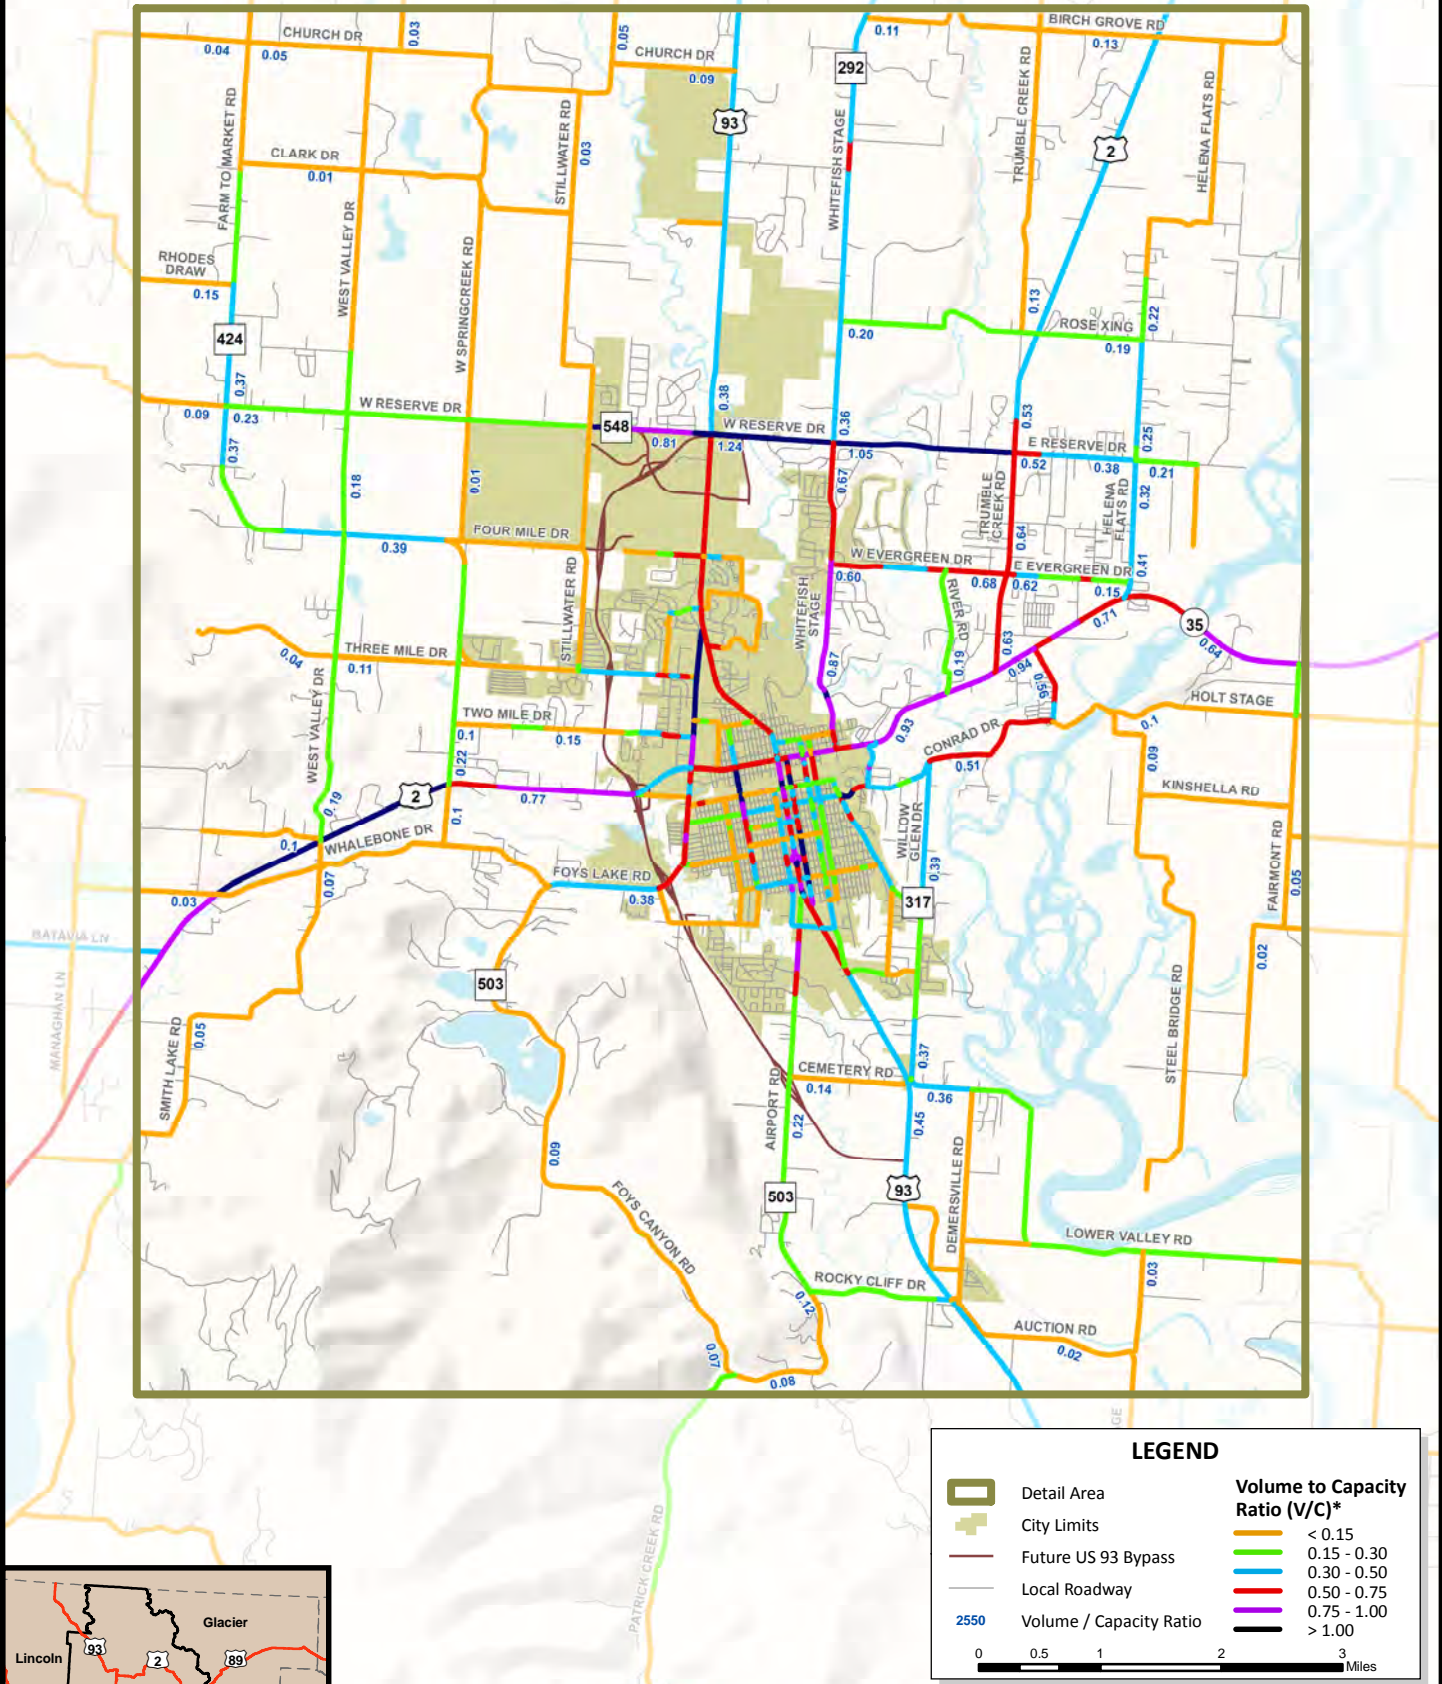 CHURCH DR
0.04
0.05
0.03
0.05
CHURCH DR
0.09
93
292
0.11
BIRCH GROVE RD
0.13
TRUMBLE CREEK RD
2
HELENA FLATS RD
FARM TO MARKET RD
CLARK DR
0.01
STILLWATER RD
0.03
WHITEFISH STAGE
RHODES
DRAW
0.15
WEST VALLEY DR
W SPRINGCREEK RD
424
0.37
0.13
ROSE XING
0.22
0.20
0.19
0.38
0.36
0.53
0.09
0.23
W RESERVE DR
548
0.81
W RESERVE DR
1.24
1.05
E RESERVE DR
0.52
0.38
0.25
0.21
0.37
0.18
0.01
0.67
TRUMBLE
CREEK RD
HELENA
FLATS RD
0.32
FOUR MILE DR
0.39
0.64
W EVERGREEN DR
0.60
0.68
0.62
E EVERGREEN DR
0.15
0.41
STILLWATER RD
WHITEFISH
STAGE
RIVER RD
0.71
35
0.64
0.04
THREE MILE DR
0.11
0.87
0.19
0.63
0.94
0.56
HOLT STAGE
0.1
WEST VALLEY DR
TWO MILE DR
0.1
0.15
0.93
CONRAD DR
0.51
0.09
0.22
2
0.77
KINSHELLA RD
0.19
0.1
0.1
WHALEBONE DR
WILLOW
GLEN DR
0.39
FAIRMONT RD
0.05
0.03
0.07
FOYS LAKE RD
0.38
317
BATAVIA LN
0.02
MANAGHAN LN
503
STEEL BRIDGE RD
SMITH LAKE RD
0.05
0.37
CEMETERY RD
0.14
0.36
AIRPORT RD
0.22
0.45
0.09
DEMERSVILLE RD
FOYS CANYON RD
503
93
LOWER VALLEY RD
0.03
ROCKY CLIFF DR
0.12
AUCTION RD
0.02
0.07
0.08
PATRICK CREEK RD
LEGEND
Detail Area
City Limits
Future US 93 Bypass
Local Roadway
2550 Volume / Capacity Ratio
Volume to Capacity
Ratio (V/C)*
< 0.15
0.15 - 0.30
0.30 - 0.50
0.50 - 0.75
0.75 - 1.00
> 1.00
0 0.5 1 2 3
Miles
Glacier
Lincoln
93
2
89